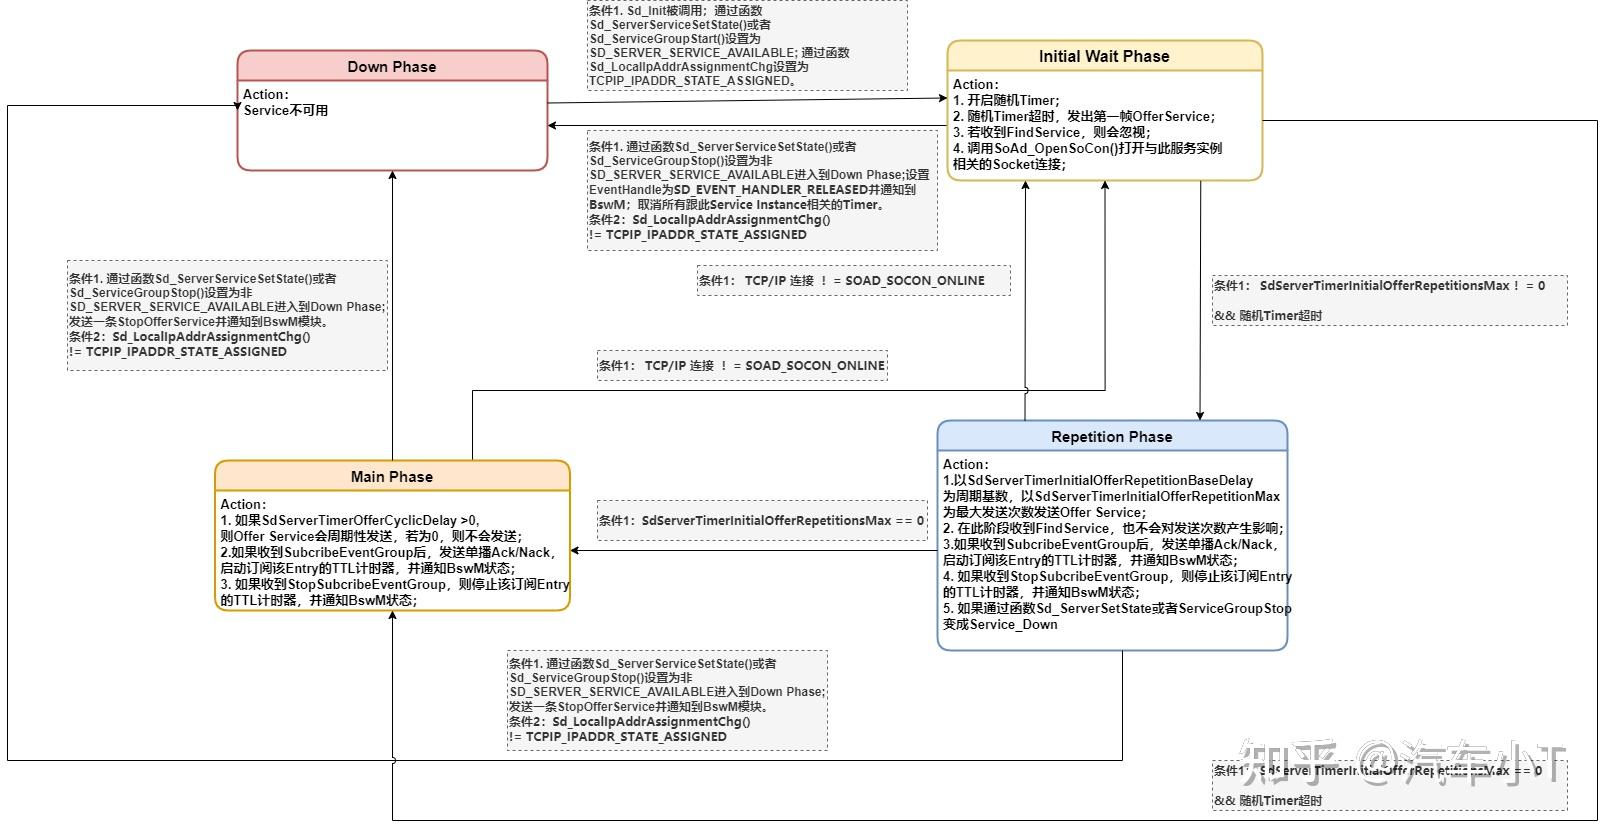 条件1. Sd_Init被调用；通过函数
Sd_ServerServiceSetState()或者
Sd_ServiceGroupStart()设置为
SD_SERVER_SERVICE_AVAILABLE; 通过函数
Sd_LocalIpAddrAssignmentChg设置为
TCPIP_IPADDR_STATE_ASSIGNED。
Down Phase
Action：
Service不可用
Initial Wait Phase
Action：
1. 开启随机Timer；
2. 随机Timer超时，发出第一帧OfferService；
3. 若收到FindService，则会忽视；
4. 调用SoAd_OpenSoCon()打开与此服务实例
相关的Socket连接；
条件1. 通过函数Sd_ServerServiceSetState()或者
Sd_ServiceGroupStop()设置为非
SD_SERVER_SERVICE_AVAILABLE进入到Down Phase;设置
EventHandle为SD_EVENT_HANDLER_RELEASED并通知到
BswM；取消所有跟此Service Instance相关的Timer。
条件2：Sd_LocalIpAddrAssignmentChg()
!= TCPIP_IPADDR_STATE_ASSIGNED
条件1. 通过函数Sd_ServerServiceSetState()或者
Sd_ServiceGroupStop()设置为非
SD_SERVER_SERVICE_AVAILABLE进入到Down Phase;
发送一条StopOfferService并通知到BswM模块。
条件2：Sd_LocalIpAddrAssignmentChg()
!= TCPIP_IPADDR_STATE_ASSIGNED
条件1： TCP/IP 连接 ！= SOAD_SOCON_ONLINE
条件1： SdServerTimerInitialOfferRepetitionsMax！= 0
&& 随机Timer超时
条件1： TCP/IP 连接 ！= SOAD_SOCON_ONLINE
Main Phase
Action：
1. 如果SdServerTimerOfferCyclicDelay >0,
则Offer Service会周期性发送，若为0，则不会发送；
2.如果收到SubcribeEventGroup后，发送单播Ack/Nack，
启动订阅该Entry的TTL计时器，并通知BswM状态；
3. 如果收到StopSubcribeEventGroup，则停止该订阅Entry
的TTL计时器，并通知BswM状态；
条件1：SdServerTimerInitialOfferRepetitionsMax == 0
Repetition Phase
Action：
1.以SdServerTimerInitialOfferRepetitionBaseDelay
为周期基数，以SdServerTimerInitialOfferRepetitionMax
为最大发送次数发送Offer Service；
2. 在此阶段收到FindService，也不会对发送次数产生影响；
3.如果收到SubcribeEventGroup后，发送单播Ack/Nack，
启动订阅该Entry的TTL计时器，并通知BswM状态；
4. 如果收到StopSubcribeEventGroup，则停止该订阅Entry
的TTL计时器，并通知BswM状态；
5. 如果通过函数Sd_ServerSetState或者ServiceGroupStop
变成Service_Down
条件1. 通过函数Sd_ServerServiceSetState()或者
Sd_ServiceGroupStop()设置为非
SD_SERVER_SERVICE_AVAILABLE进入到Down Phase;
发送一条StopOfferService并通知到BswM模块。
条件2：Sd_LocalIpAddrAssignmentChg()
!= TCPIP_IPADDR_STATE_ASSIGNED
条件1： SdServerTimerInitialOfferRepetitionsMax == 0
&& 随机Timer超时
知乎 @汽车小T